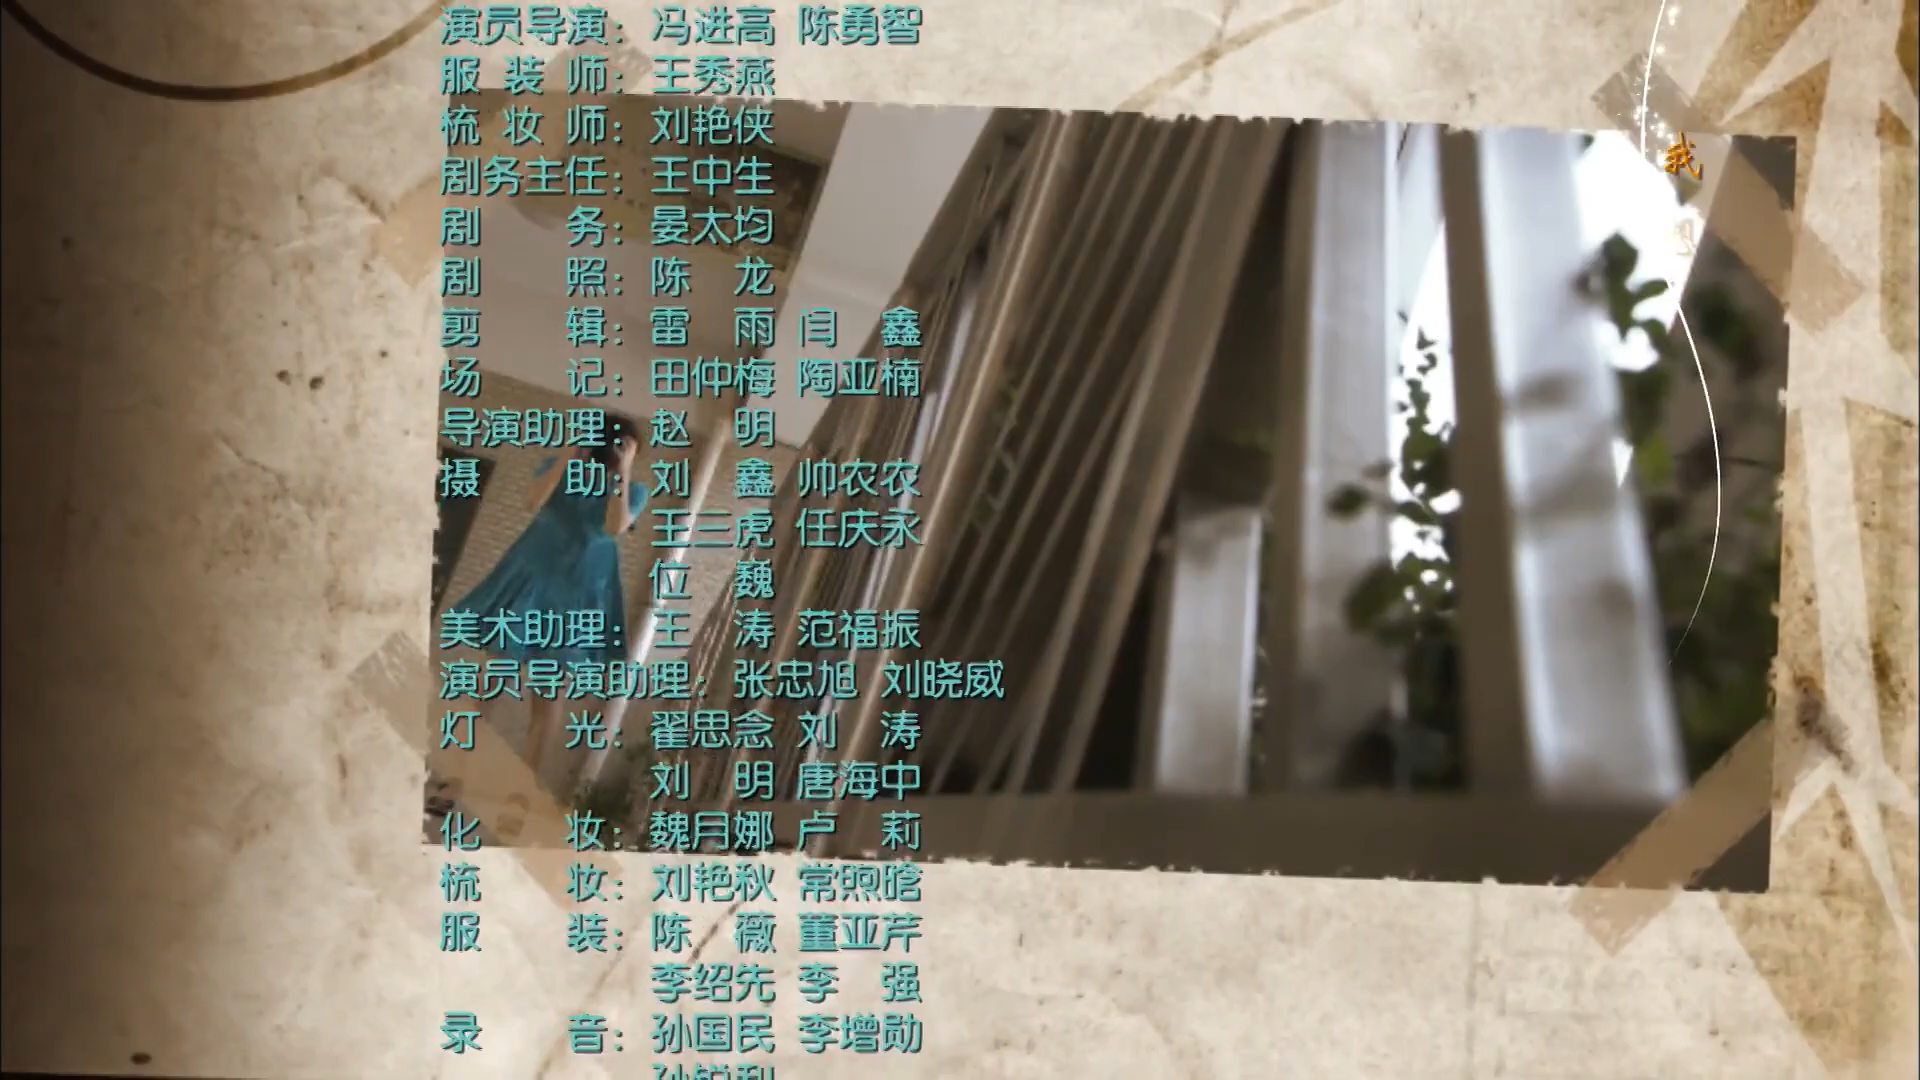 演员导演：冯进高 陈勇智
服装师：王秀燕
梳妆师：刘艳侠
剧务主任：王中生
剧务：晏太均
剧照：陈龙
剪辑：雷雨 闫鑫
场记：田仲梅 陶亚楠
导演助理：赵明
摄助：刘鑫 帅农农
王三虎 任庆永
位巍
美术助理：王涛 范福振
演员导演助理：张忠旭 刘晓威
灯光：翟思念 刘涛
刘明 唐海中
化妆：魏月娜 卢莉
梳妆：刘艳秋 常煦晗
服装：陈薇 董亚芹
李绍先 李强
录音：孙国民 李增勋
孙锐利
我